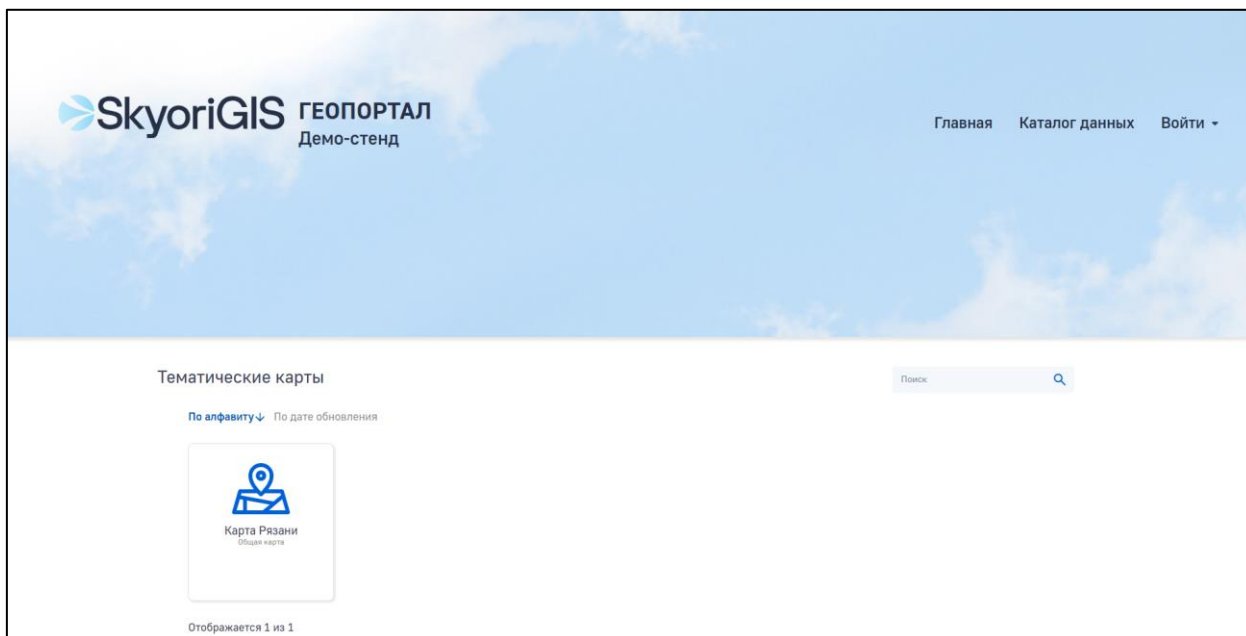 SkyoriGIS ГЕОПОРТАЛ
Демо-стенд
Главная Каталог данных Войти
Тематические карты
Поиск
По алфавиту По дате обновления
Карта Рязани
Общая карта
Отображается 1 из 1